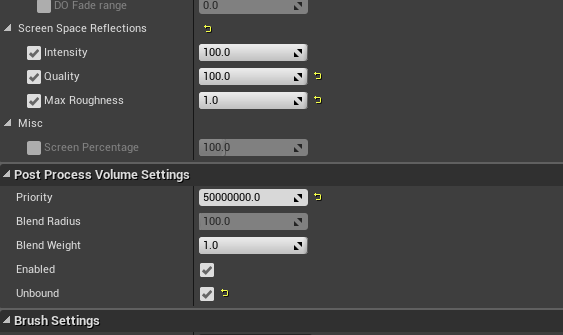 DO Fade range 0.0
Screen Space Reflections
Intensity 100.0
Quality 100.0
Max Roughness 1.0
Misc
Screen Percentage 100.0
Post Process Volume Settings
Priority 50000000.0
Blend Radius 100.0
Blend Weight 1.0
Enabled
Unbound
Brush Settings